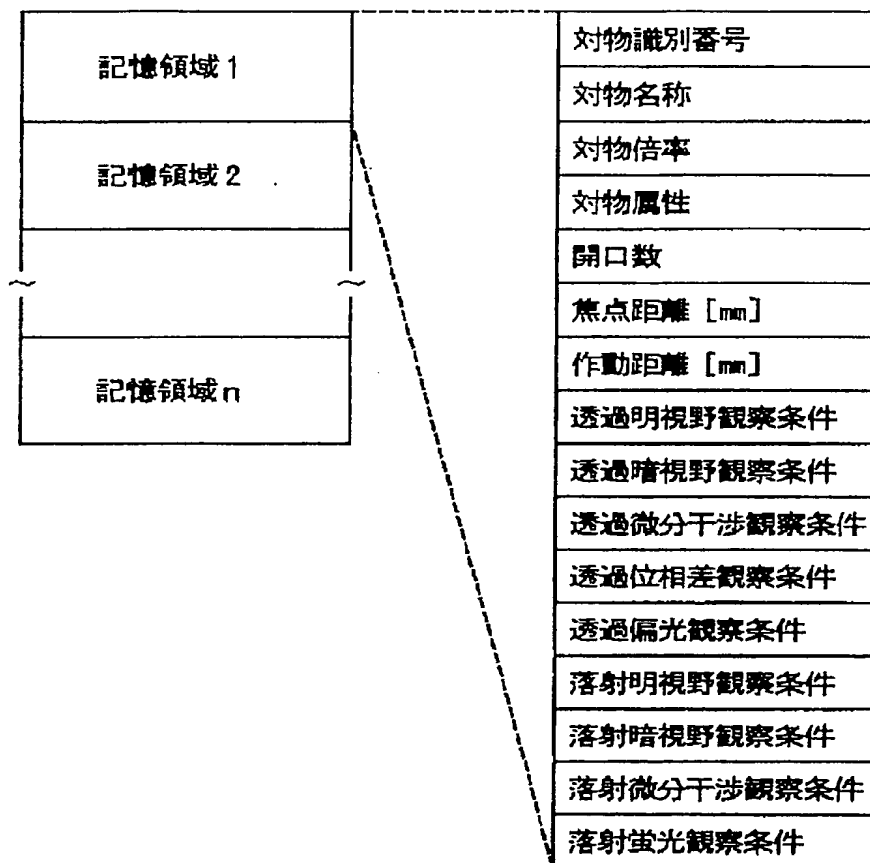 記憶領域1
記憶領域2
記憶領域n
対物識別番号
対物名称
対物倍率
対物属性
開口数
焦点距離 [mm]
作動距離 [mm]
透過明視野観察条件
透過暗視野観察条件
透過微分干渉観察条件
透過位相差観察条件
透過偏光観察条件
落射明視野観察条件
落射暗視野観察条件
落射微分干渉観察条件
落射蛍光観察条件